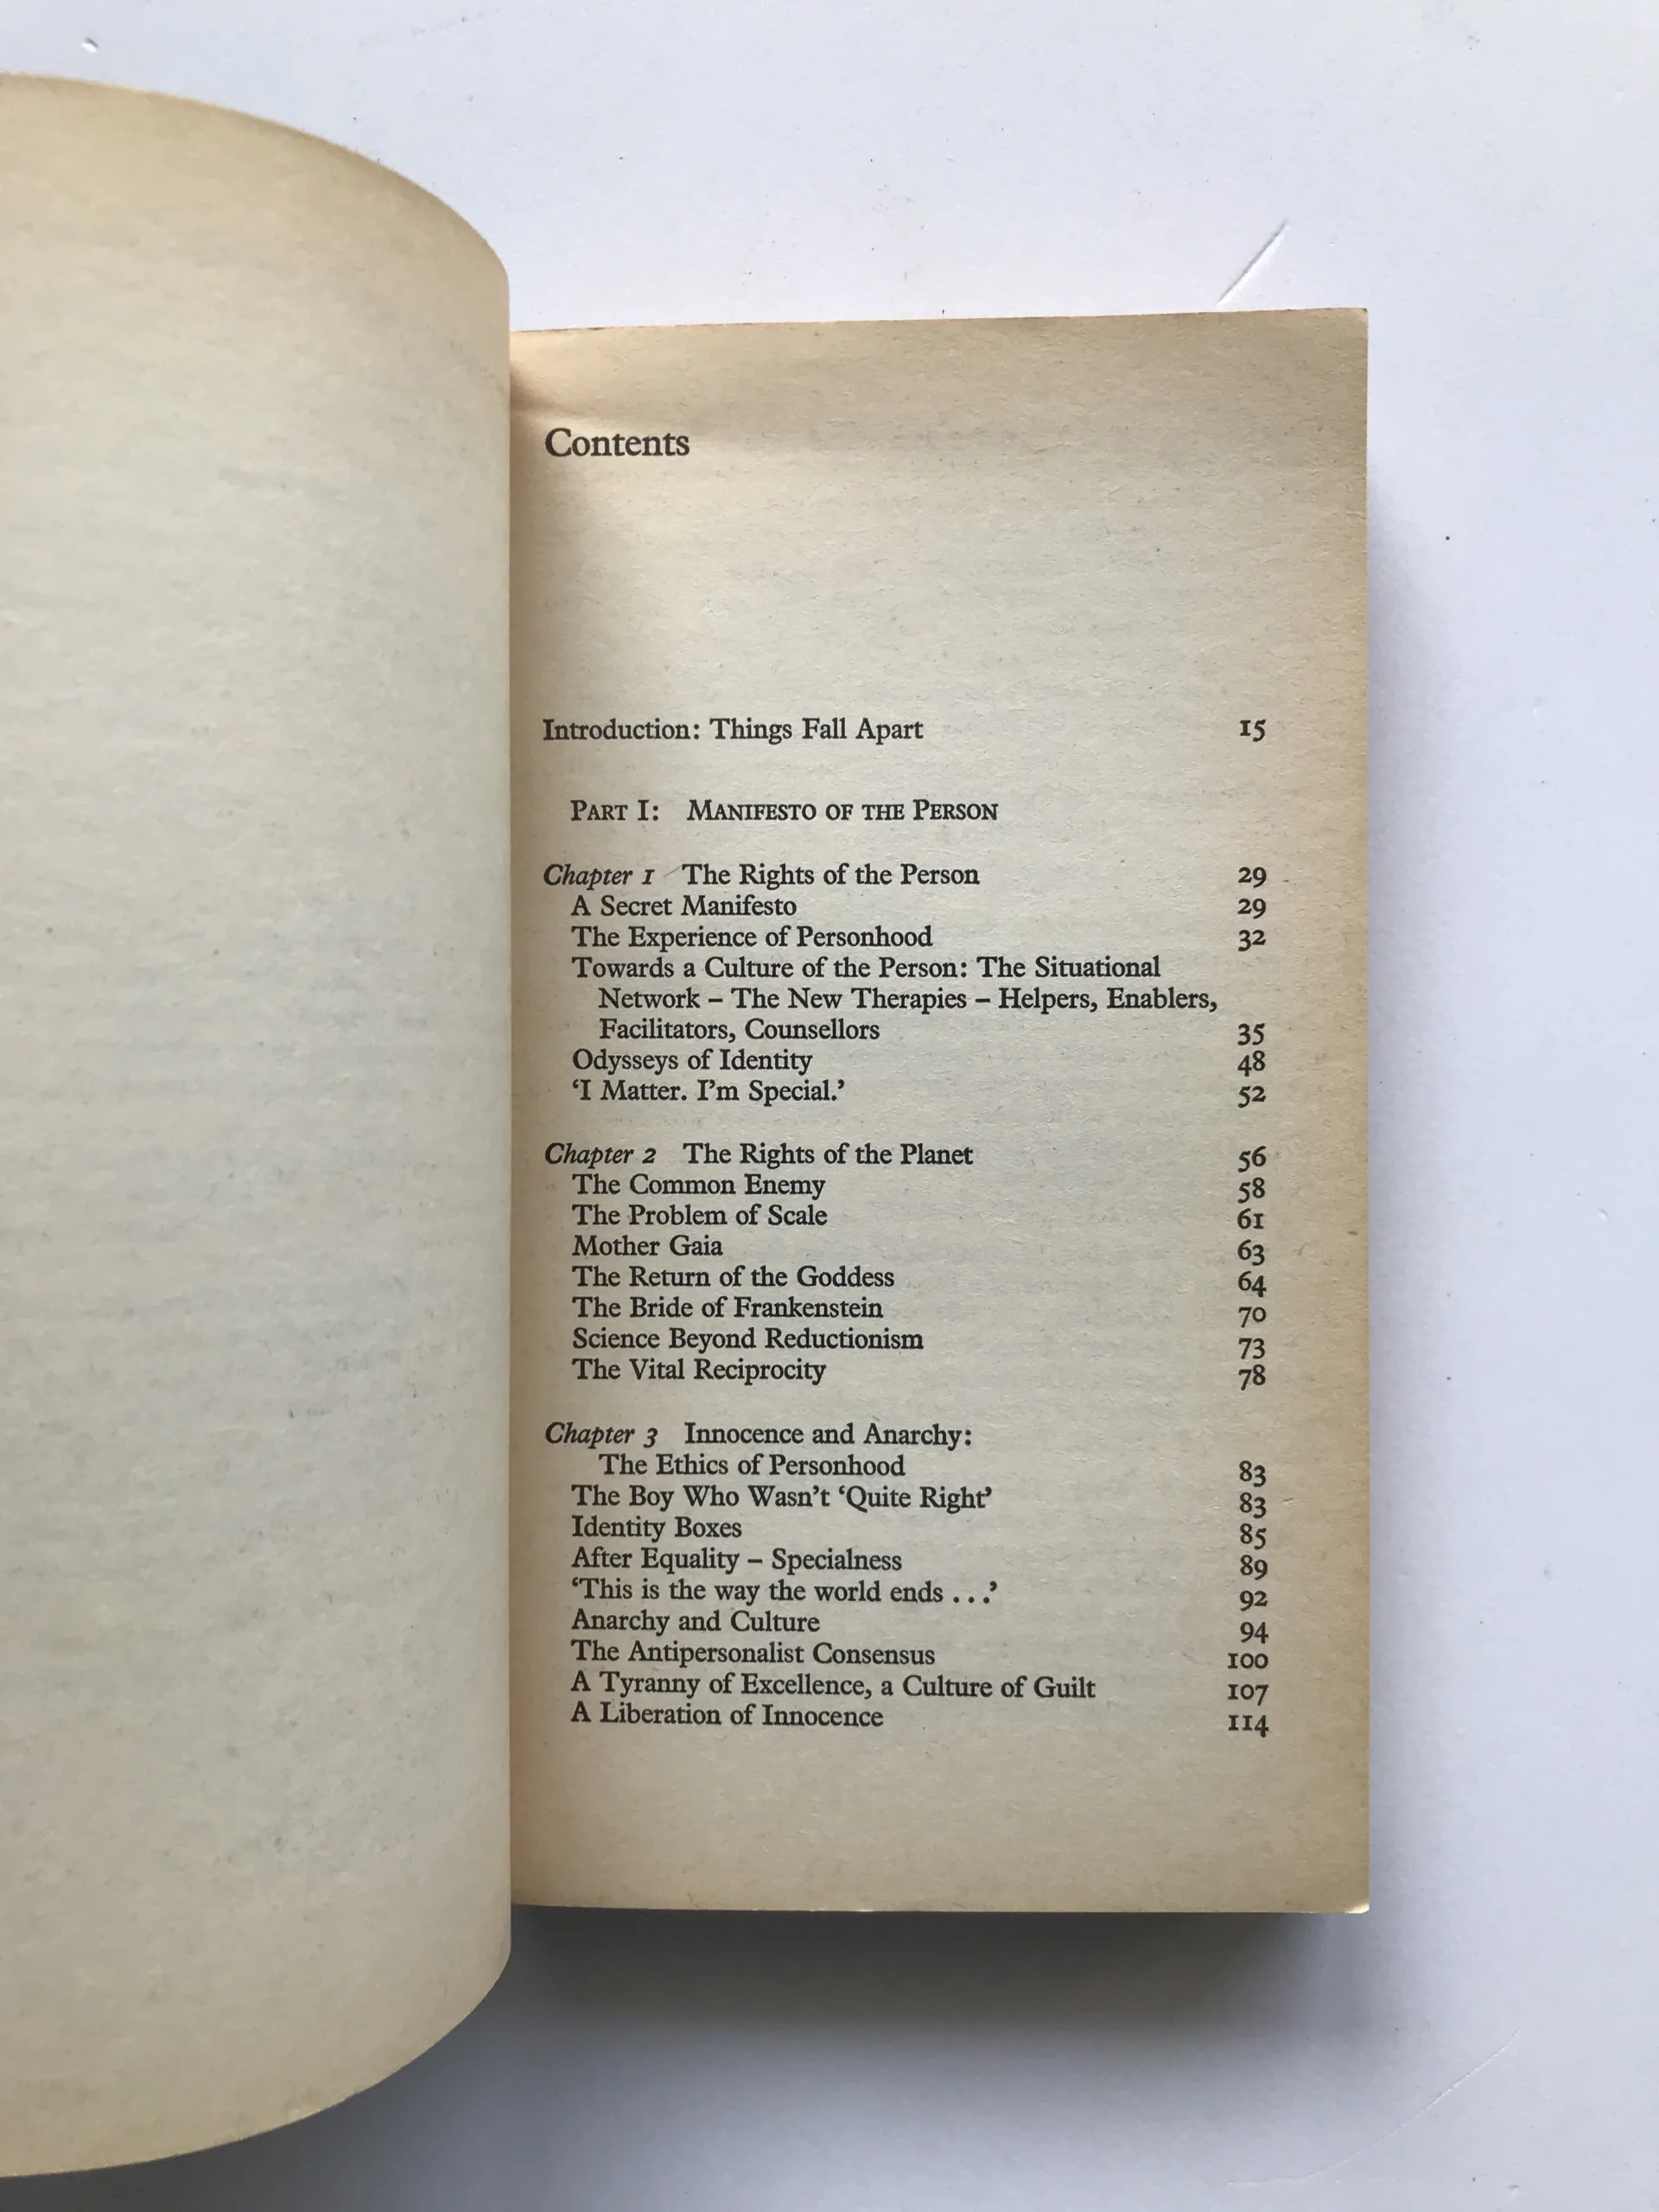 Contents
Introduction: Things Fall Apart 15
PART I: MANIFESTO OF THE PERSON
Chapter 1 The Rights of the Person 29
A Secret Manifesto 29
The Experience of Personhood 32
Towards a Culture of the Person: The Situational
Network – The New Therapies – Helpers, Enablers,
Facilitators, Counsellors 35
Odysseys of Identity 48
‘I Matter. I’m Special.’ 52
Chapter 2 The Rights of the Planet 56
The Common Enemy 58
The Problem of Scale 61
Mother Gaia 63
The Return of the Goddess 64
The Bride of Frankenstein 70
Science Beyond Reductionism 73
The Vital Reciprocity 78
Chapter 3 Innocence and Anarchy:
The Ethics of Personhood 83
The Boy Who Wasn’t ‘Quite Right’ 83
Identity Boxes 85
After Equality – Specialness 89
‘This is the way the world ends . . .’ 92
Anarchy and Culture 94
The Antipersonalist Consensus 100
A Tyranny of Excellence, a Culture of Guilt 107
A Liberation of Innocence 114